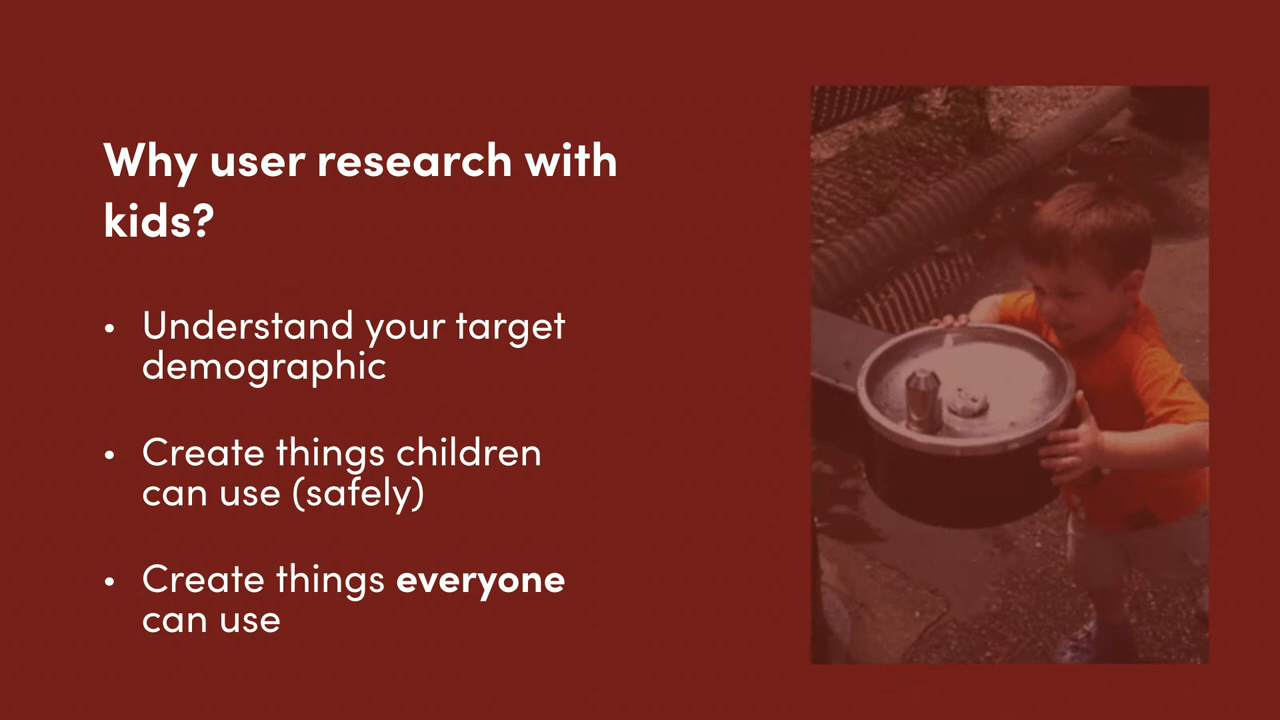 Why user research with
kids?
• Understand your target
demographic
• Create things children
can use (safely)
• Create things everyone
can use